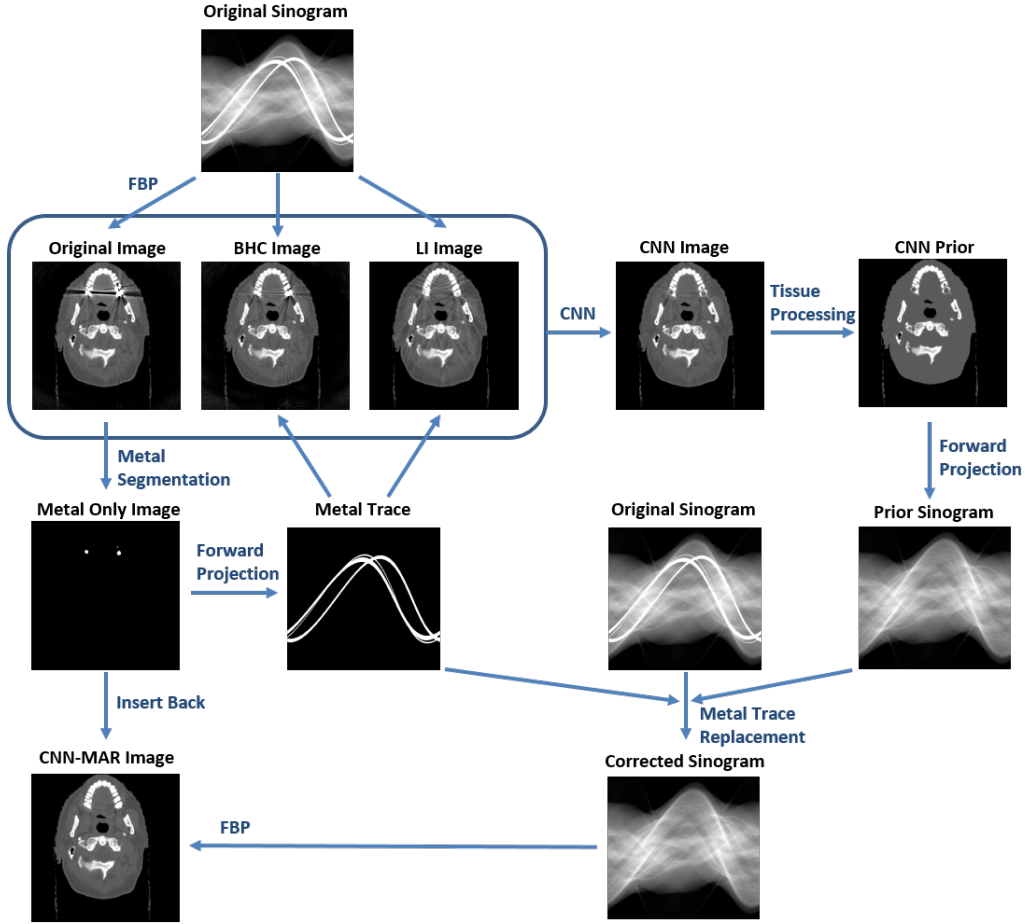 Original Sinogram
FBP
Original Image
BHC Image
LI Image
CNN Image
CNN Prior
CNN
Tissue
Processing
Metal
Segmentation
Forward
Projection
Metal Only Image
Metal Trace
Original Sinogram
Prior Sinogram
Forward
Projection
Insert Back
Metal Trace
Replacement
CNN-MAR Image
Corrected Sinogram
FBP